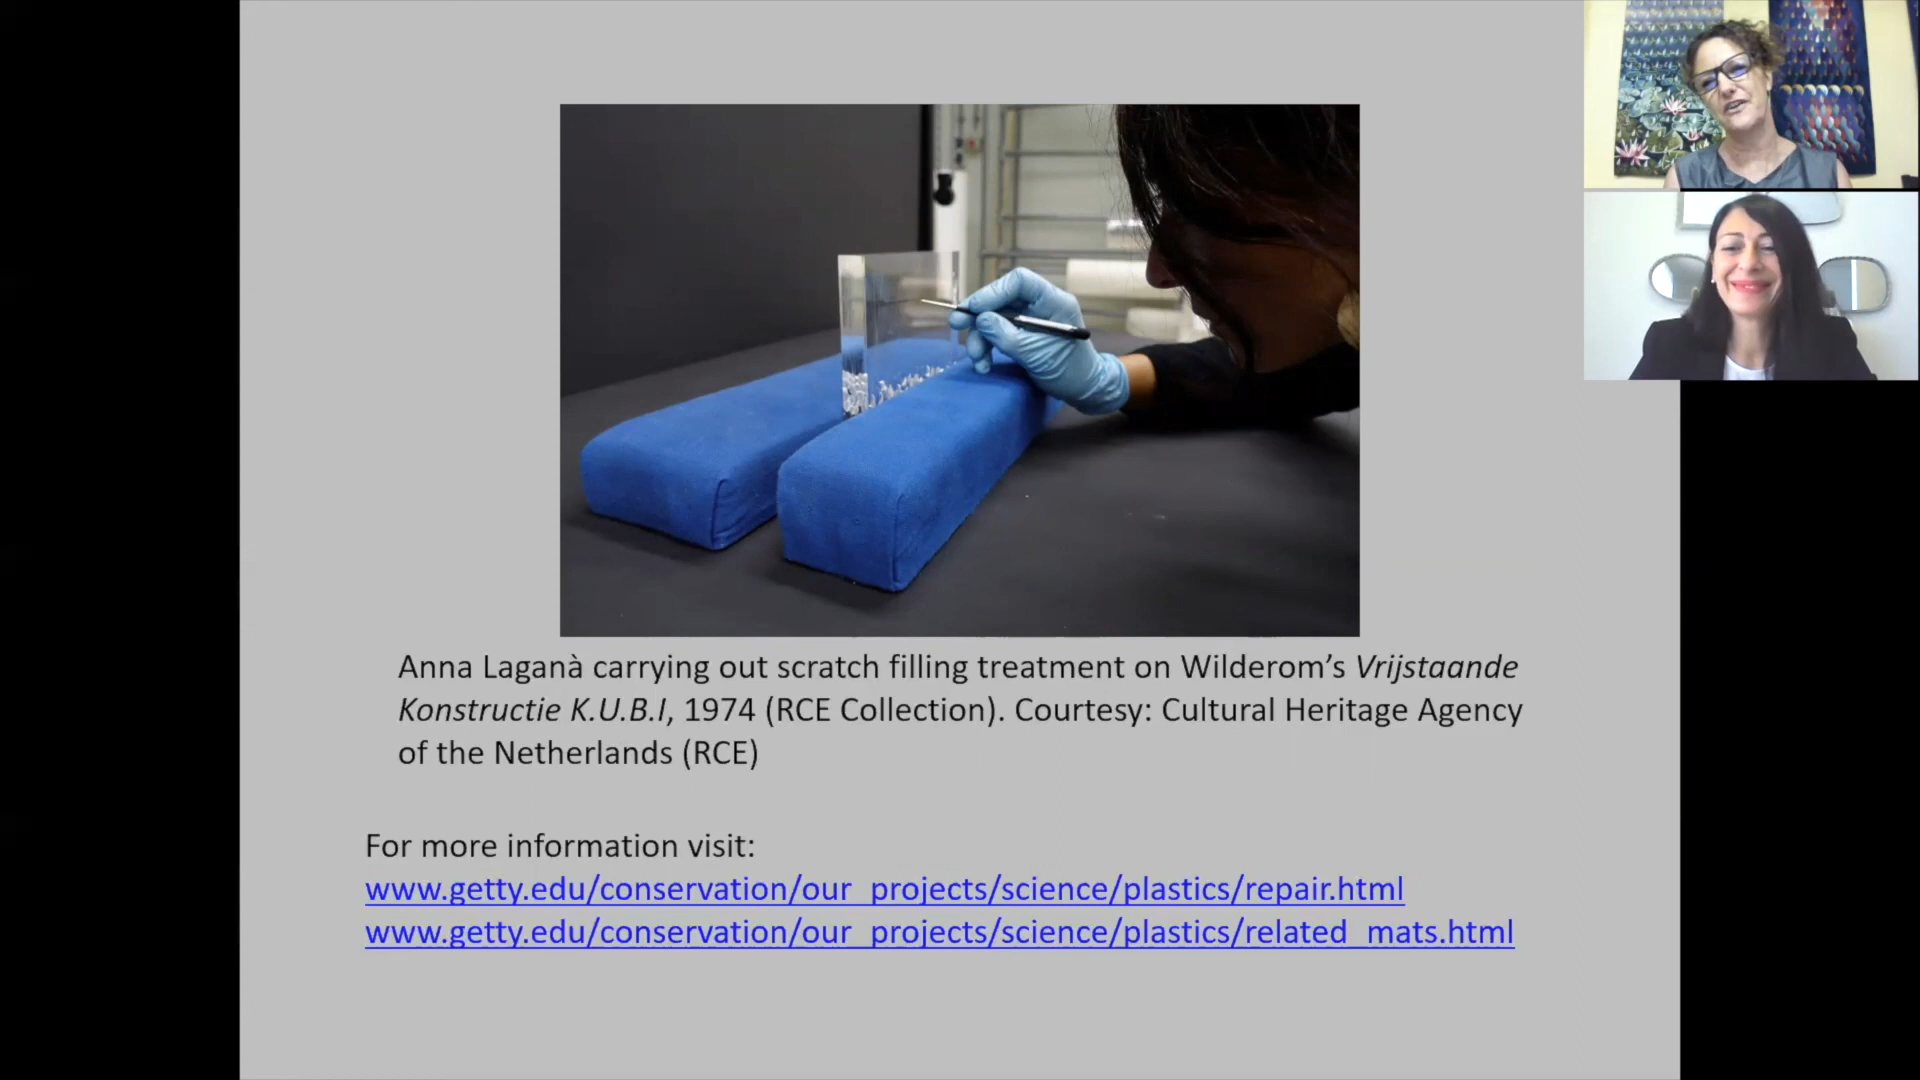 Anna Laganà carrying out scratch filling treatment on Wilderom’s Vrijstaande
Konstructie K.U.B.I, 1974 (RCE Collection). Courtesy: Cultural Heritage Agency
of the Netherlands (RCE)
For more information visit:
www.getty.edu/conservation/our_projects/science/plastics/repair.html
www.getty.edu/conservation/our_projects/science/plastics/related_mats.html